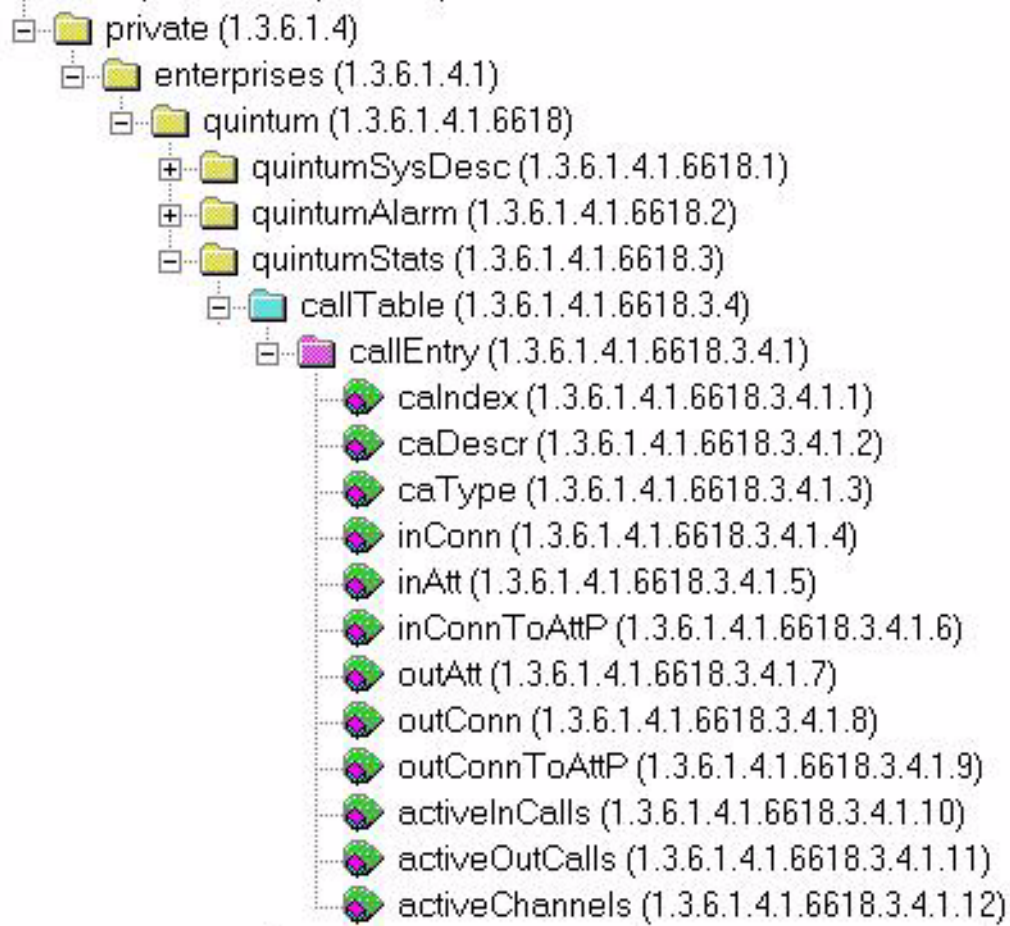 private (1.3.6.1.4)
enterprises (1.3.6.1.4.1)
quintum (1.3.6.1.4.1.6618)
quintumSysDesc (1.3.6.1.4.1.6618.1)
quintumAlarm (1.3.6.1.4.1.6618.2)
quintumStats (1.3.6.1.4.1.6618.3)
callTable (1.3.6.1.4.1.6618.3.4)
callEntry (1.3.6.1.4.1.6618.3.4.1)
caIndex (1.3.6.1.4.1.6618.3.4.1.1)
caDescr (1.3.6.1.4.1.6618.3.4.1.2)
caType (1.3.6.1.4.1.6618.3.4.1.3)
inConn (1.3.6.1.4.1.6618.3.4.1.4)
inAtt (1.3.6.1.4.1.6618.3.4.1.5)
inConnToAttP (1.3.6.1.4.1.6618.3.4.1.6)
outAtt (1.3.6.1.4.1.6618.3.4.1.7)
outConn (1.3.6.1.4.1.6618.3.4.1.8)
outConnToAttP (1.3.6.1.4.1.6618.3.4.1.9)
activeInCalls (1.3.6.1.4.1.6618.3.4.1.10)
activeOutCalls (1.3.6.1.4.1.6618.3.4.1.11)
activeChannels (1.3.6.1.4.1.6618.3.4.1.12)